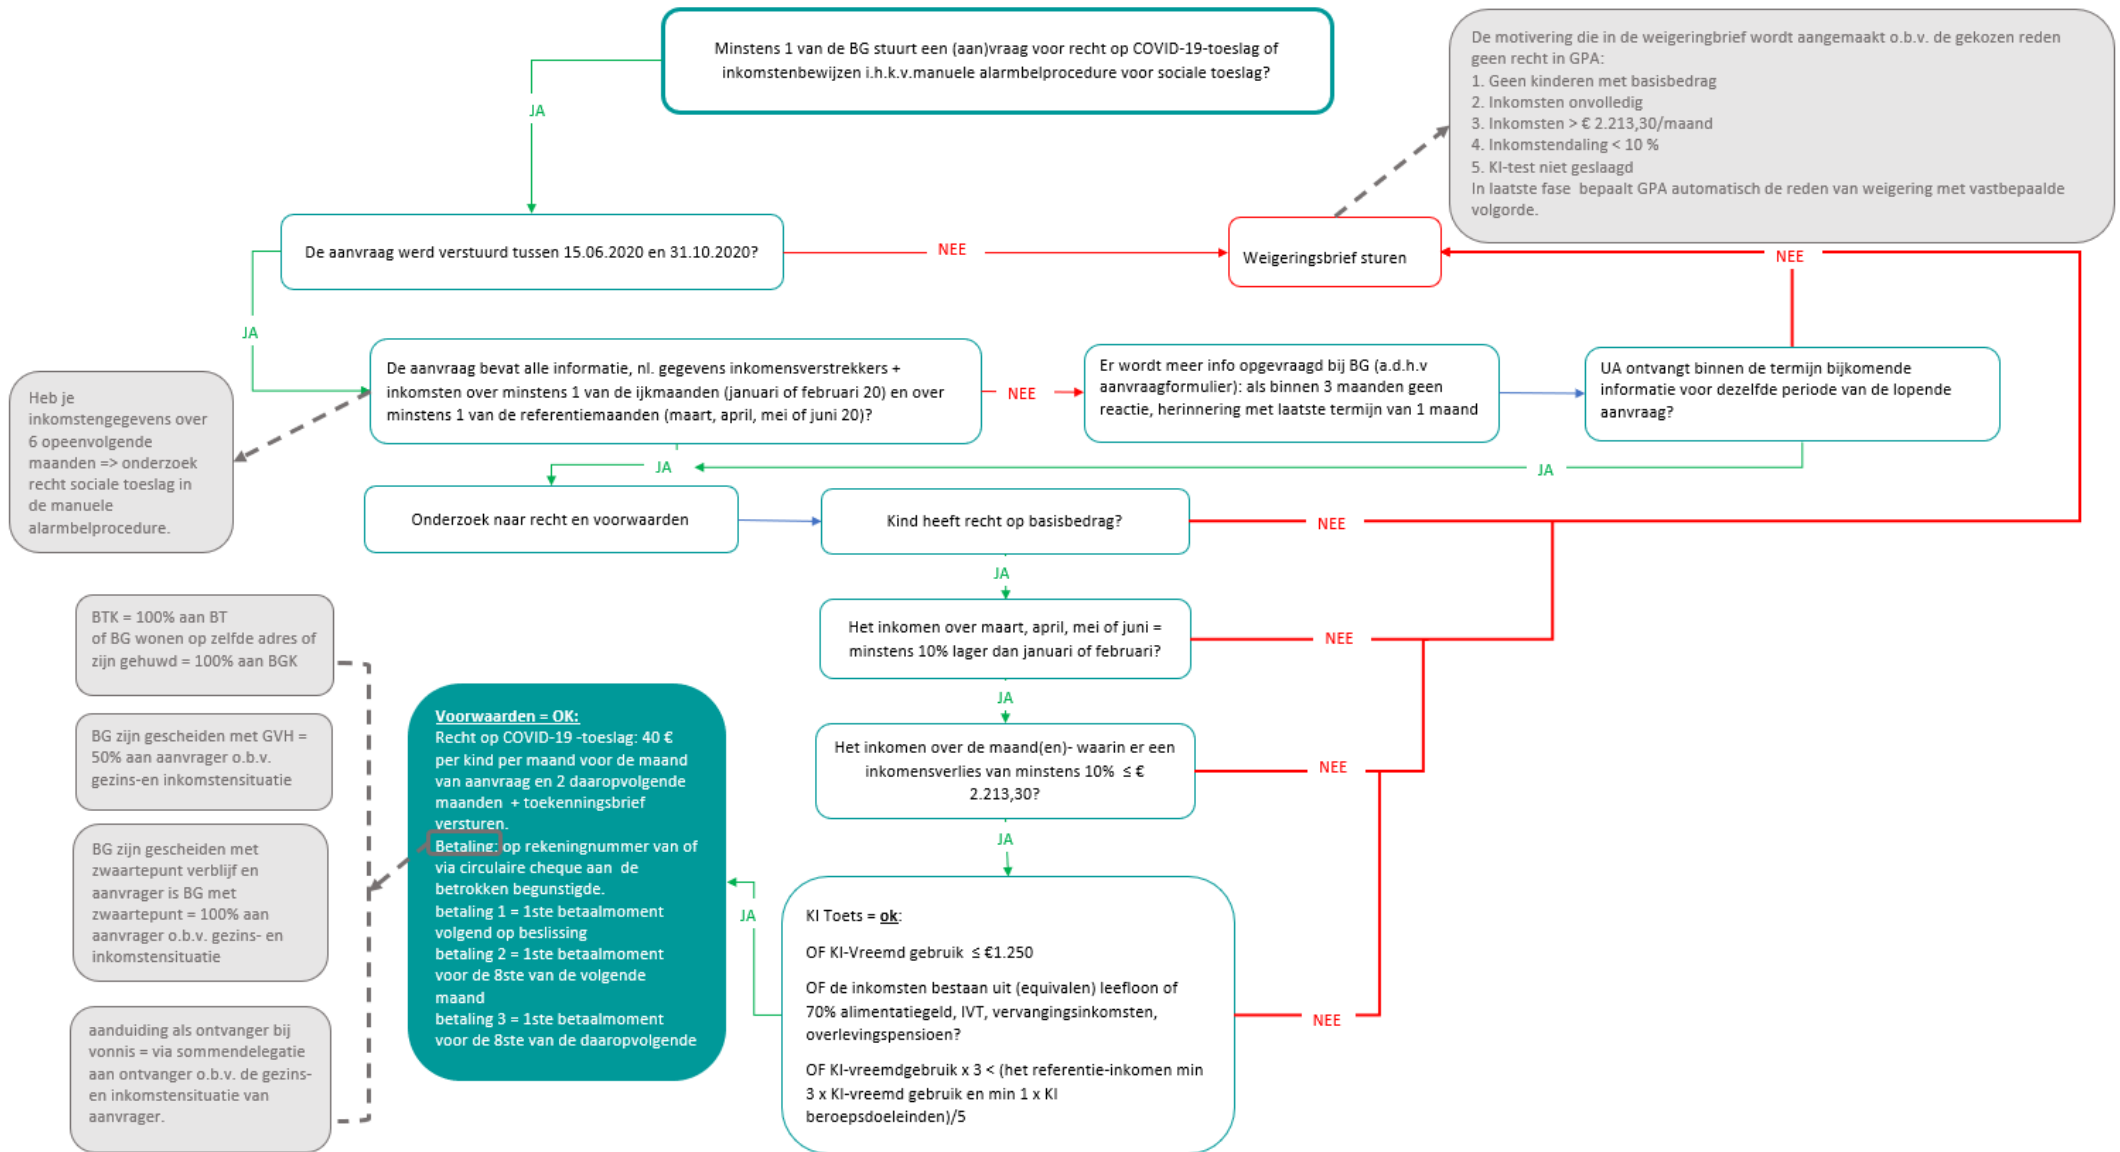 Minstens 1 van de BG stuurt een (aan)vraag voor recht op COVID-19-toeslag of
inkomstenbewijzen i.h.k.v.manuele alarmbelprocedure voor sociale toeslag?
De motivering die in de weigeringbrief wordt aangemaakt o.b.v. de gekozen reden
geen recht in GPA:
1. Geen kinderen met basisbedrag
2. Inkomsten onvolledig
3. Inkomsten > € 2.213,30/maand
4. Inkomstendaling < 10 %
5. KI-test niet geslaagd
In laatste fase bepaalt GPA automatisch de reden van weigering met vastbepaalde
volgorde.
JA
De aanvraag werd verstuurd tussen 15.06.2020 en 31.10.2020?
NEE
Weigeringsbrief sturen
NEE
JA
De aanvraag bevat alle informatie, nl. gegevens inkomensverstrekkers +
inkomsten over minstens 1 van de ijkmaanden (januari of februari 20) en over
minstens 1 van de referentiemaanden (maart, april, mei of juni 20)?
NEE
Er wordt meer info opgevraagd bij BG (a.d.h.v
aanvraagformulier): als binnen 3 maanden geen
reactie, herinnering met laatste termijn van 1 maand
UA ontvangt binnen de termijn bijkomende
informatie voor dezelfde periode van de lopende
aanvraag?
Heb je
inkomstengegevens over
6 opeenvolgende
maanden => onderzoek
recht sociale toeslag in
de manuele
alarmbelprocedure.
JA
JA
Onderzoek naar recht en voorwaarden
Kind heeft recht op basisbedrag?
NEE
JA
Het inkomen over maart, april, mei of juni =
minstens 10% lager dan januari of februari?
NEE
JA
Het inkomen over de maand(en)- waarin er een
inkomensverlies van minstens 10% ≤ €
2.213,30?
NEE
JA
KI Toets = ok:
OF KI-Vreemd gebruik ≤ €1.250
OF de inkomsten bestaan uit (equivalen) leefloon of
70% alimentatiegeld, IVT, vervangingsinkomsten,
overlevingspensioen?
OF KI-vreemdgebruik x 3 < (het referentie-inkomen min
3 x KI-vreemd gebruik en min 1 x KI
beroepsdoeleinden)/5
NEE
JA
Voorwaarden = OK:
Recht op COVID-19 -toeslag: 40 €
per kind per maand voor de maand
van aanvraag en 2 daaropvolgende
maanden + toekenningsbrief
versturen.
Betaling: op rekeningnummer van of
via circulaire cheque aan de
betrokken begunstigde.
betaling 1 = 1ste betaalmoment
volgend op beslissing
betaling 2 = 1ste betaalmoment
voor de 8ste van de volgende
maand
betaling 3 = 1ste betaalmoment
voor de 8ste van de daaropvolgende
BTK = 100% aan BT
of BG wonen op zelfde adres of
zijn gehuwd = 100% aan BGK
BG zijn gescheiden met GVH =
50% aan aanvrager o.b.v.
gezins-en inkomstensituatie
BG zijn gescheiden met
zwaartepunt verblijf en
aanvrager is BG met
zwaartepunt = 100% aan
aanvrager o.b.v. gezins- en
inkomstensituatie
aanduiding als ontvanger bij
vonnis = via sommendelegatie
aan ontvanger o.b.v. de gezins-
en inkomstensituatie van
aanvrager.